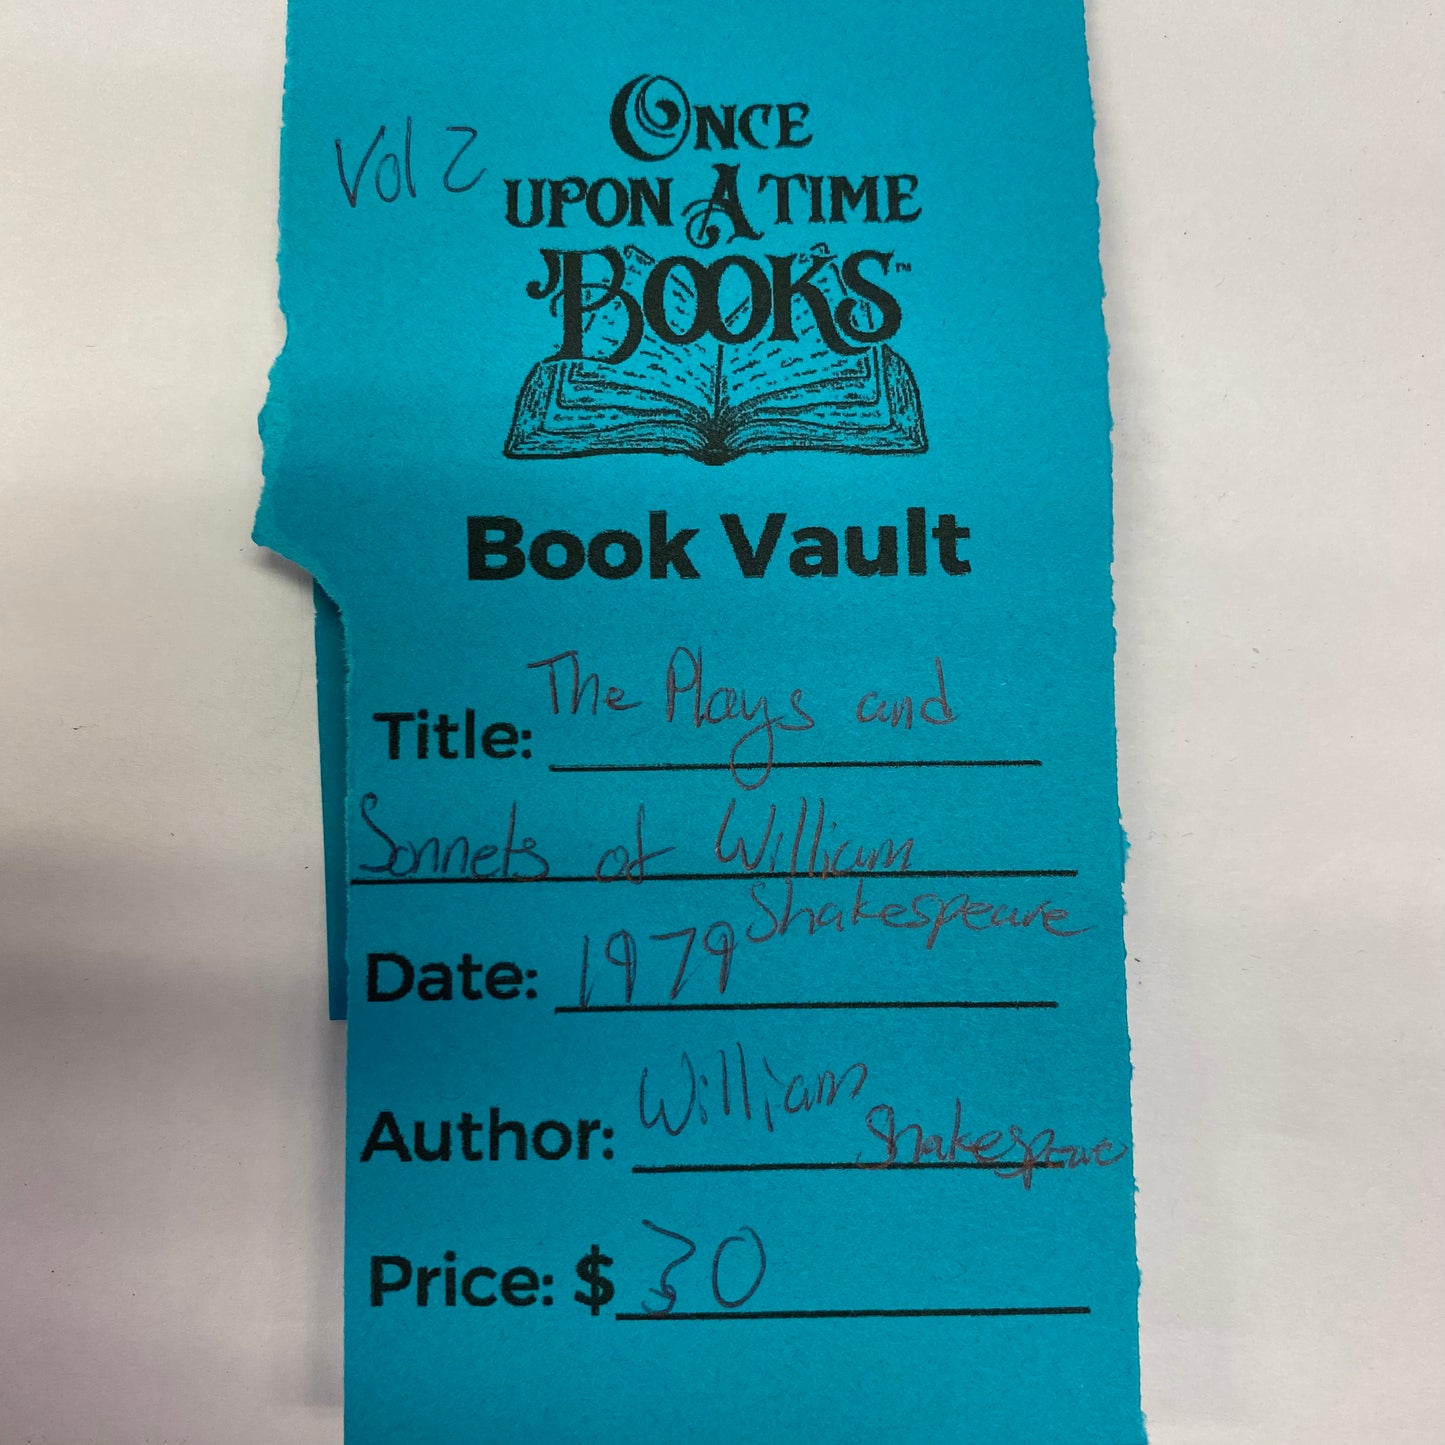 Vol 2
ONCE
UPON A TIME
BOOKS™
Book Vault
Title: The Plays and
Sonnets of William
Shakespeare
Date: 1979
Author: William Shakespeare
Price: $30